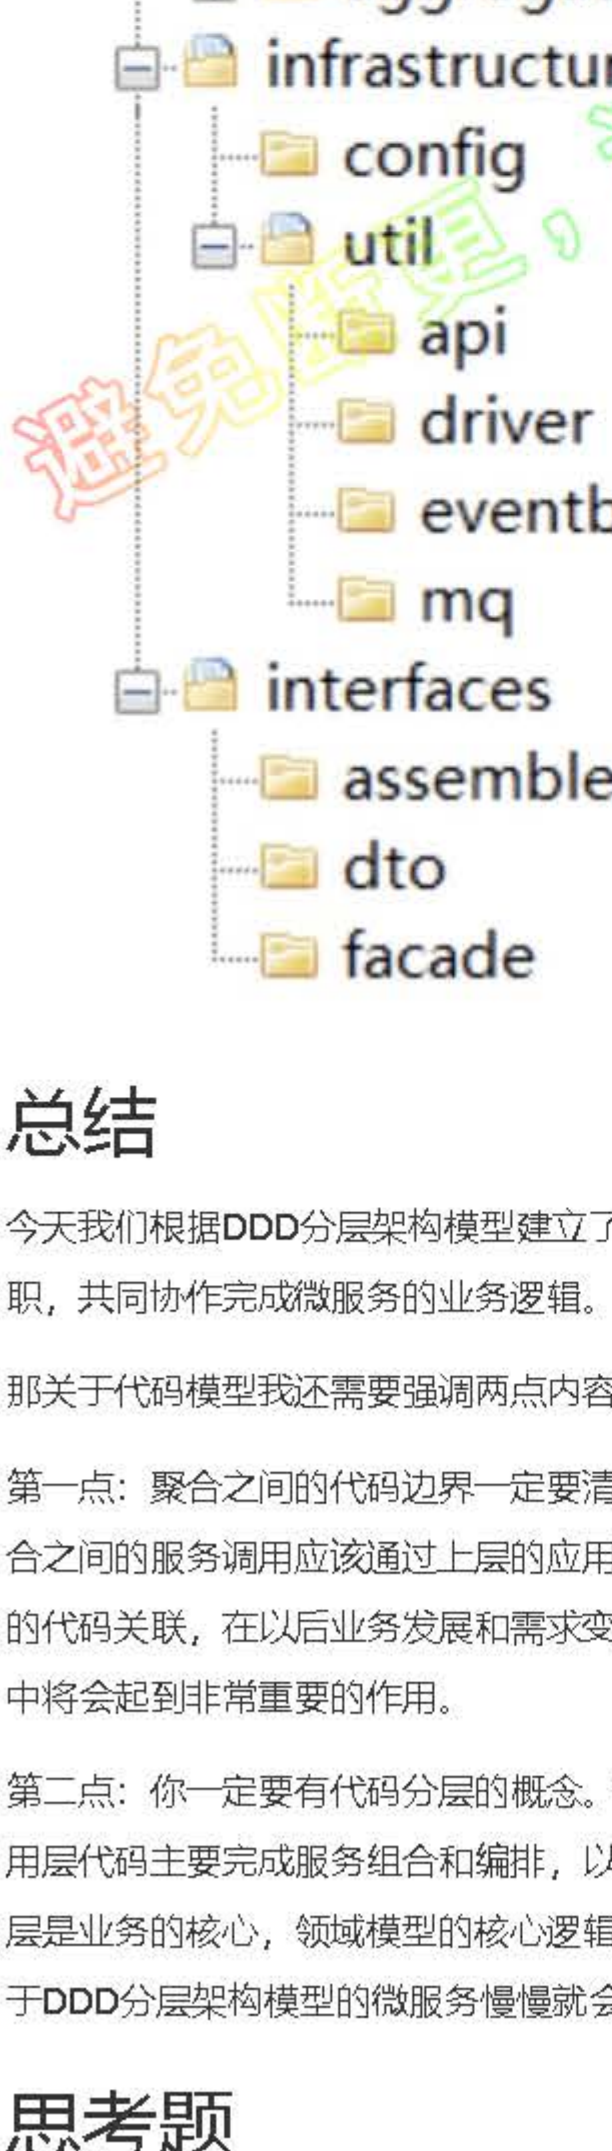 config
util
api
driver
mq
interfaces
dto
facade
避免断更,
总结
今天我们根据DDD分层架构模型建立了
职，共同协作完成微服务的业务逻辑。
那关于代码模型我还需要强调两点内容
第一点：聚合之间的代码边界一定要清
合之间的服务调用应该通过上层的应用
的代码关联，在以后业务发展和需求变
中将会起到非常重要的作用。
第二点：你一定要有代码分层的概念。
用层代码主要完成服务组合和编排，以
层是业务的核心，领域模型的核心逻辑
于DDD分层架构模型的微服务慢慢就会
思考题